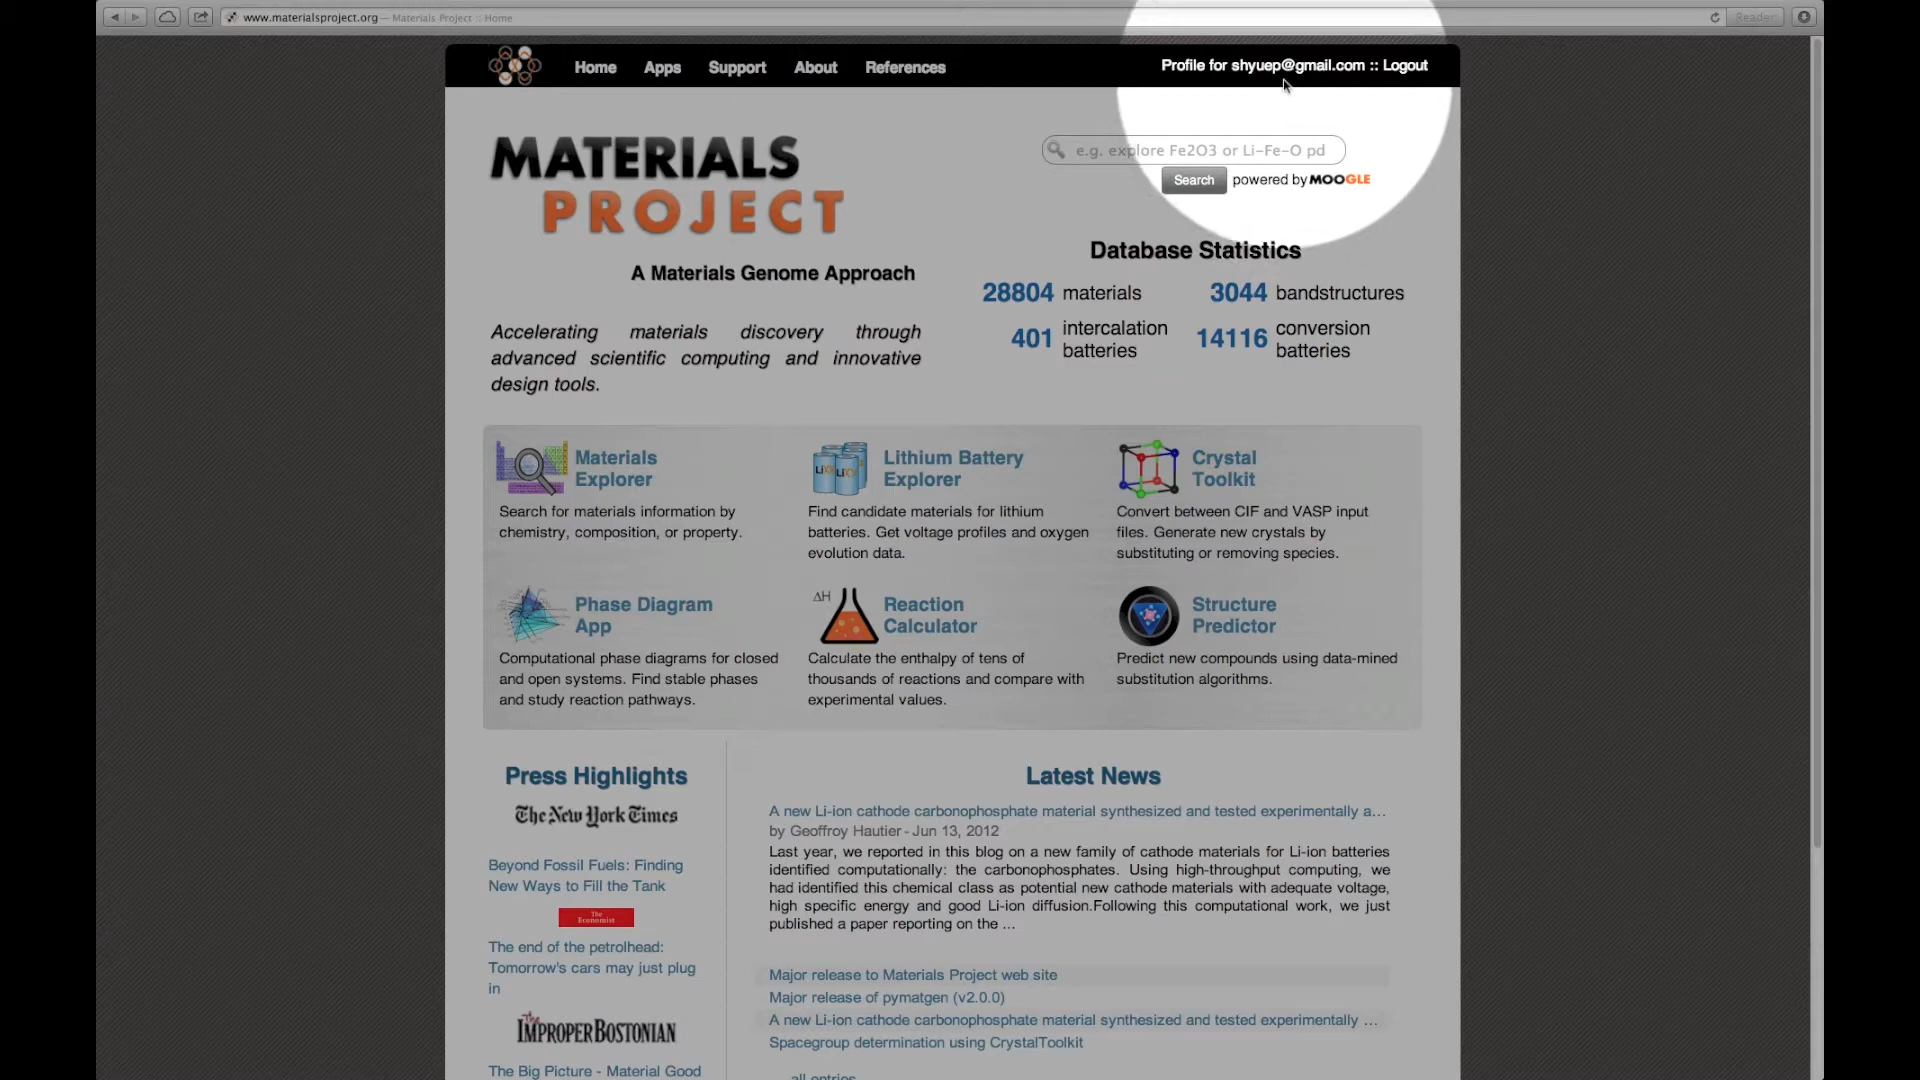 www.materialsproject.org — Materials Project :: Home
Reader
Home Apps Support About References
Profile for shyuep@gmail.com :: Logout
MATERIALS
PROJECT
A Materials Genome Approach
Accelerating materials discovery through
advanced scientific computing and innovative
design tools.
e.g. explore Fe2O3 or Li-Fe-O pd
Search powered by MOOGLE
Database Statistics
28804 materials 3044 bandstructures
401 intercalation batteries 14116 conversion batteries
Materials
Explorer
Search for materials information by
chemistry, composition, or property.
Lithium Battery
Explorer
Find candidate materials for lithium
batteries. Get voltage profiles and oxygen
evolution data.
Crystal
Toolkit
Convert between CIF and VASP input
files. Generate new crystals by
substituting or removing species.
Phase Diagram
App
Computational phase diagrams for closed
and open systems. Find stable phases
and study reaction pathways.
ΔH
Reaction
Calculator
Calculate the enthalpy of tens of
thousands of reactions and compare with
experimental values.
Structure
Predictor
Predict new compounds using data-mined
substitution algorithms.
Press Highlights
The New York Times
Beyond Fossil Fuels: Finding
New Ways to Fill the Tank
The
Economist
The end of the petrolhead:
Tomorrow's cars may just plug
in
The
IMPROPER BOSTONIAN
The Big Picture - Material Good
Latest News
A new Li-ion cathode carbonophosphate material synthesized and tested experimentally a...
by Geoffroy Hautier - Jun 13, 2012
Last year, we reported in this blog on a new family of cathode materials for Li-ion batteries
identified computationally: the carbonophosphates. Using high-throughput computing, we
had identified this chemical class as potential new cathode materials with adequate voltage,
high specific energy and good Li-ion diffusion.Following this computational work, we just
published a paper reporting on the ...
Major release to Materials Project web site
Major release of pymatgen (v2.0.0)
A new Li-ion cathode carbonophosphate material synthesized and tested experimentally ...
Spacegroup determination using CrystalToolkit
all entries